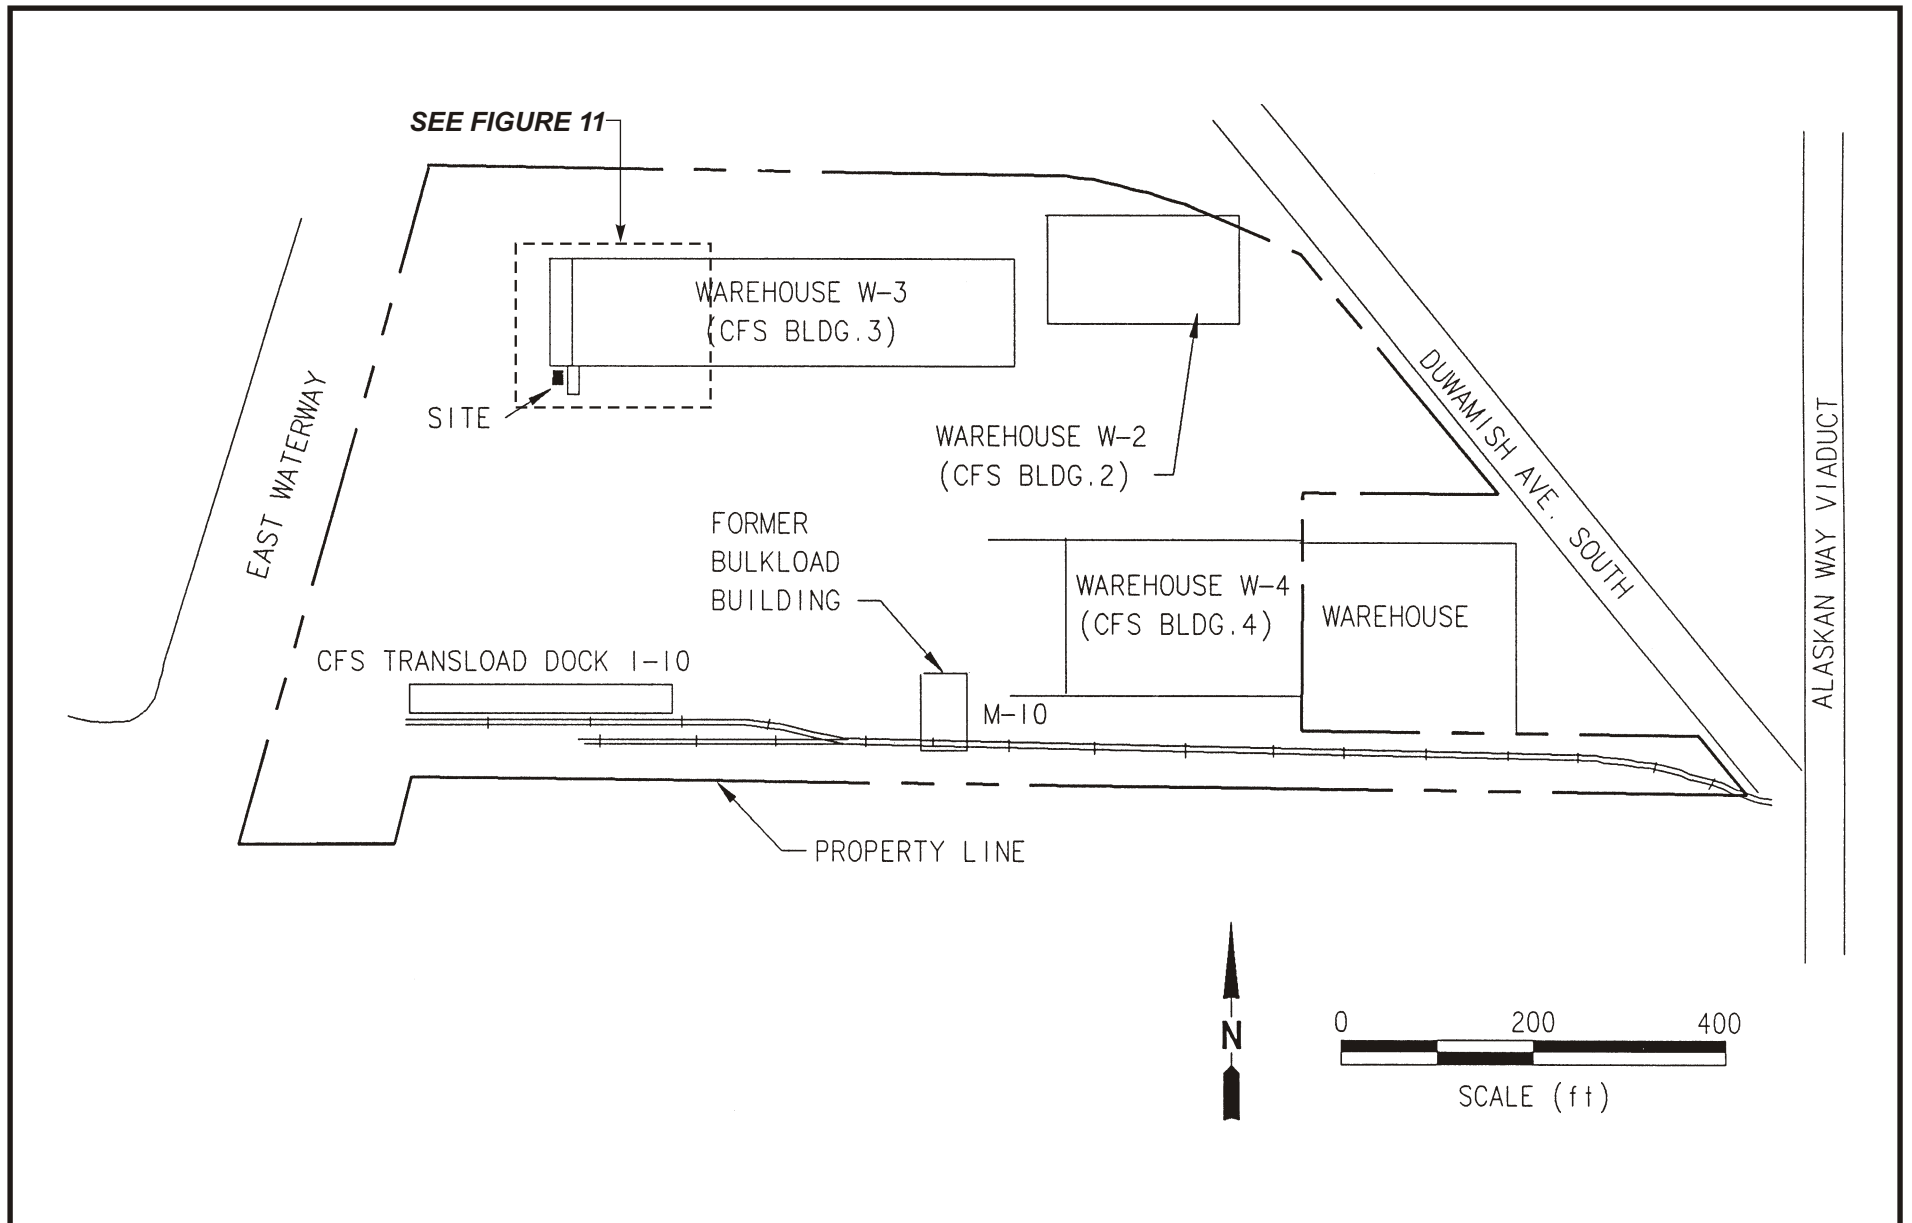 SEE FIGURE 11
WAREHOUSE W-3
(CFS BLDG.3)
SITE
EAST WATERWAY
WAREHOUSE W-2
(CFS BLDG.2)
DUWAMISH AVE. SOUTH
ALASKAN WAY VIADUCT
FORMER
BULKLOAD
BUILDING
WAREHOUSE W-4
(CFS BLDG.4)
WAREHOUSE
CFS TRANSLOAD DOCK I-10
M-10
PROPERTY LINE
N
0 200 400
SCALE (ft)